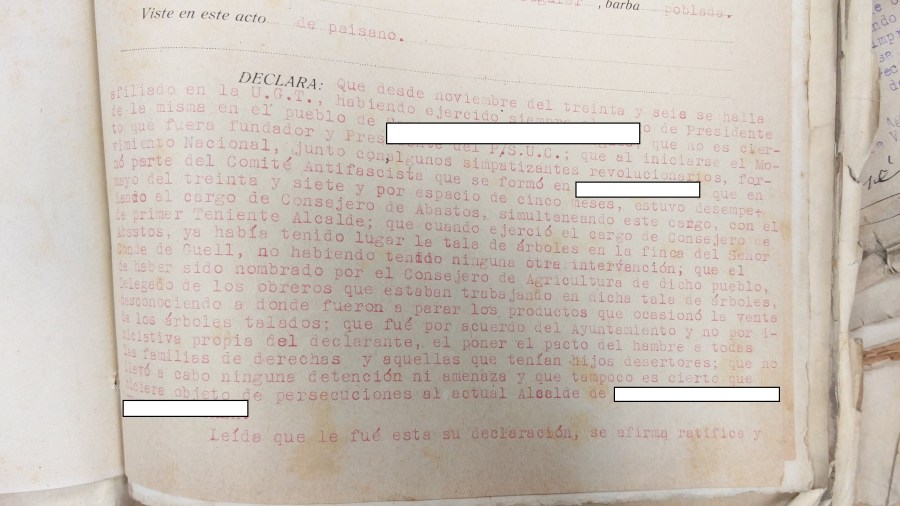 regular , barba poblada.
Viste en este acto de paisano.
DECLARA: Que desde noviembre del treinta y seis se halla
afiliado en la U.G.T., habiendo ejercido siempre de Presidente
de la misma en el pueblo de que no es cier-
to que fuera fundador y Presidente del P.S.U.C.; que al iniciarse el Mo-
vimiento Nacional, junto con algunos simpatizantes revolucionarios, for-
mó parte del Comité Antifascista que se formó en que en
mayo del treinta y siete y por espacio de cinco meses, estuvo desempe-
ñando el cargo de Consejero de Abastos, simultaneando este cargo, con el
de primer Teniente Alcalde; que cuando ejerció el cargo de Consejero de
Abastos, ya había tenido lugar la tala de árboles en la finca del Señor
Conde de Guell, no habiendo tenido ninguna otra intervanción; que el
de haber sido nombrado por el Consejero de Agricultura de dicho pueblo,
Delegado de los obreros que estaban trabajando en dicha tala de árboles,
desconociendo a donde fueron a parar los productos que ocasionó la venta
de los árboles talados; que fué por acuerdo del Ayuntamiento y no por i-
niciativa propia del declarante, el poner el pacto del hambre a todas
las familias de derechas y aquellas que tenían hijos desertores; que no
llevó a cabo ninguna detención ni amenaza y que tampoco es cierto que
hiciera objeto de persecuciones al actual Alcalde de
Leída que le fué esta su declaración, se afirma ratifica y